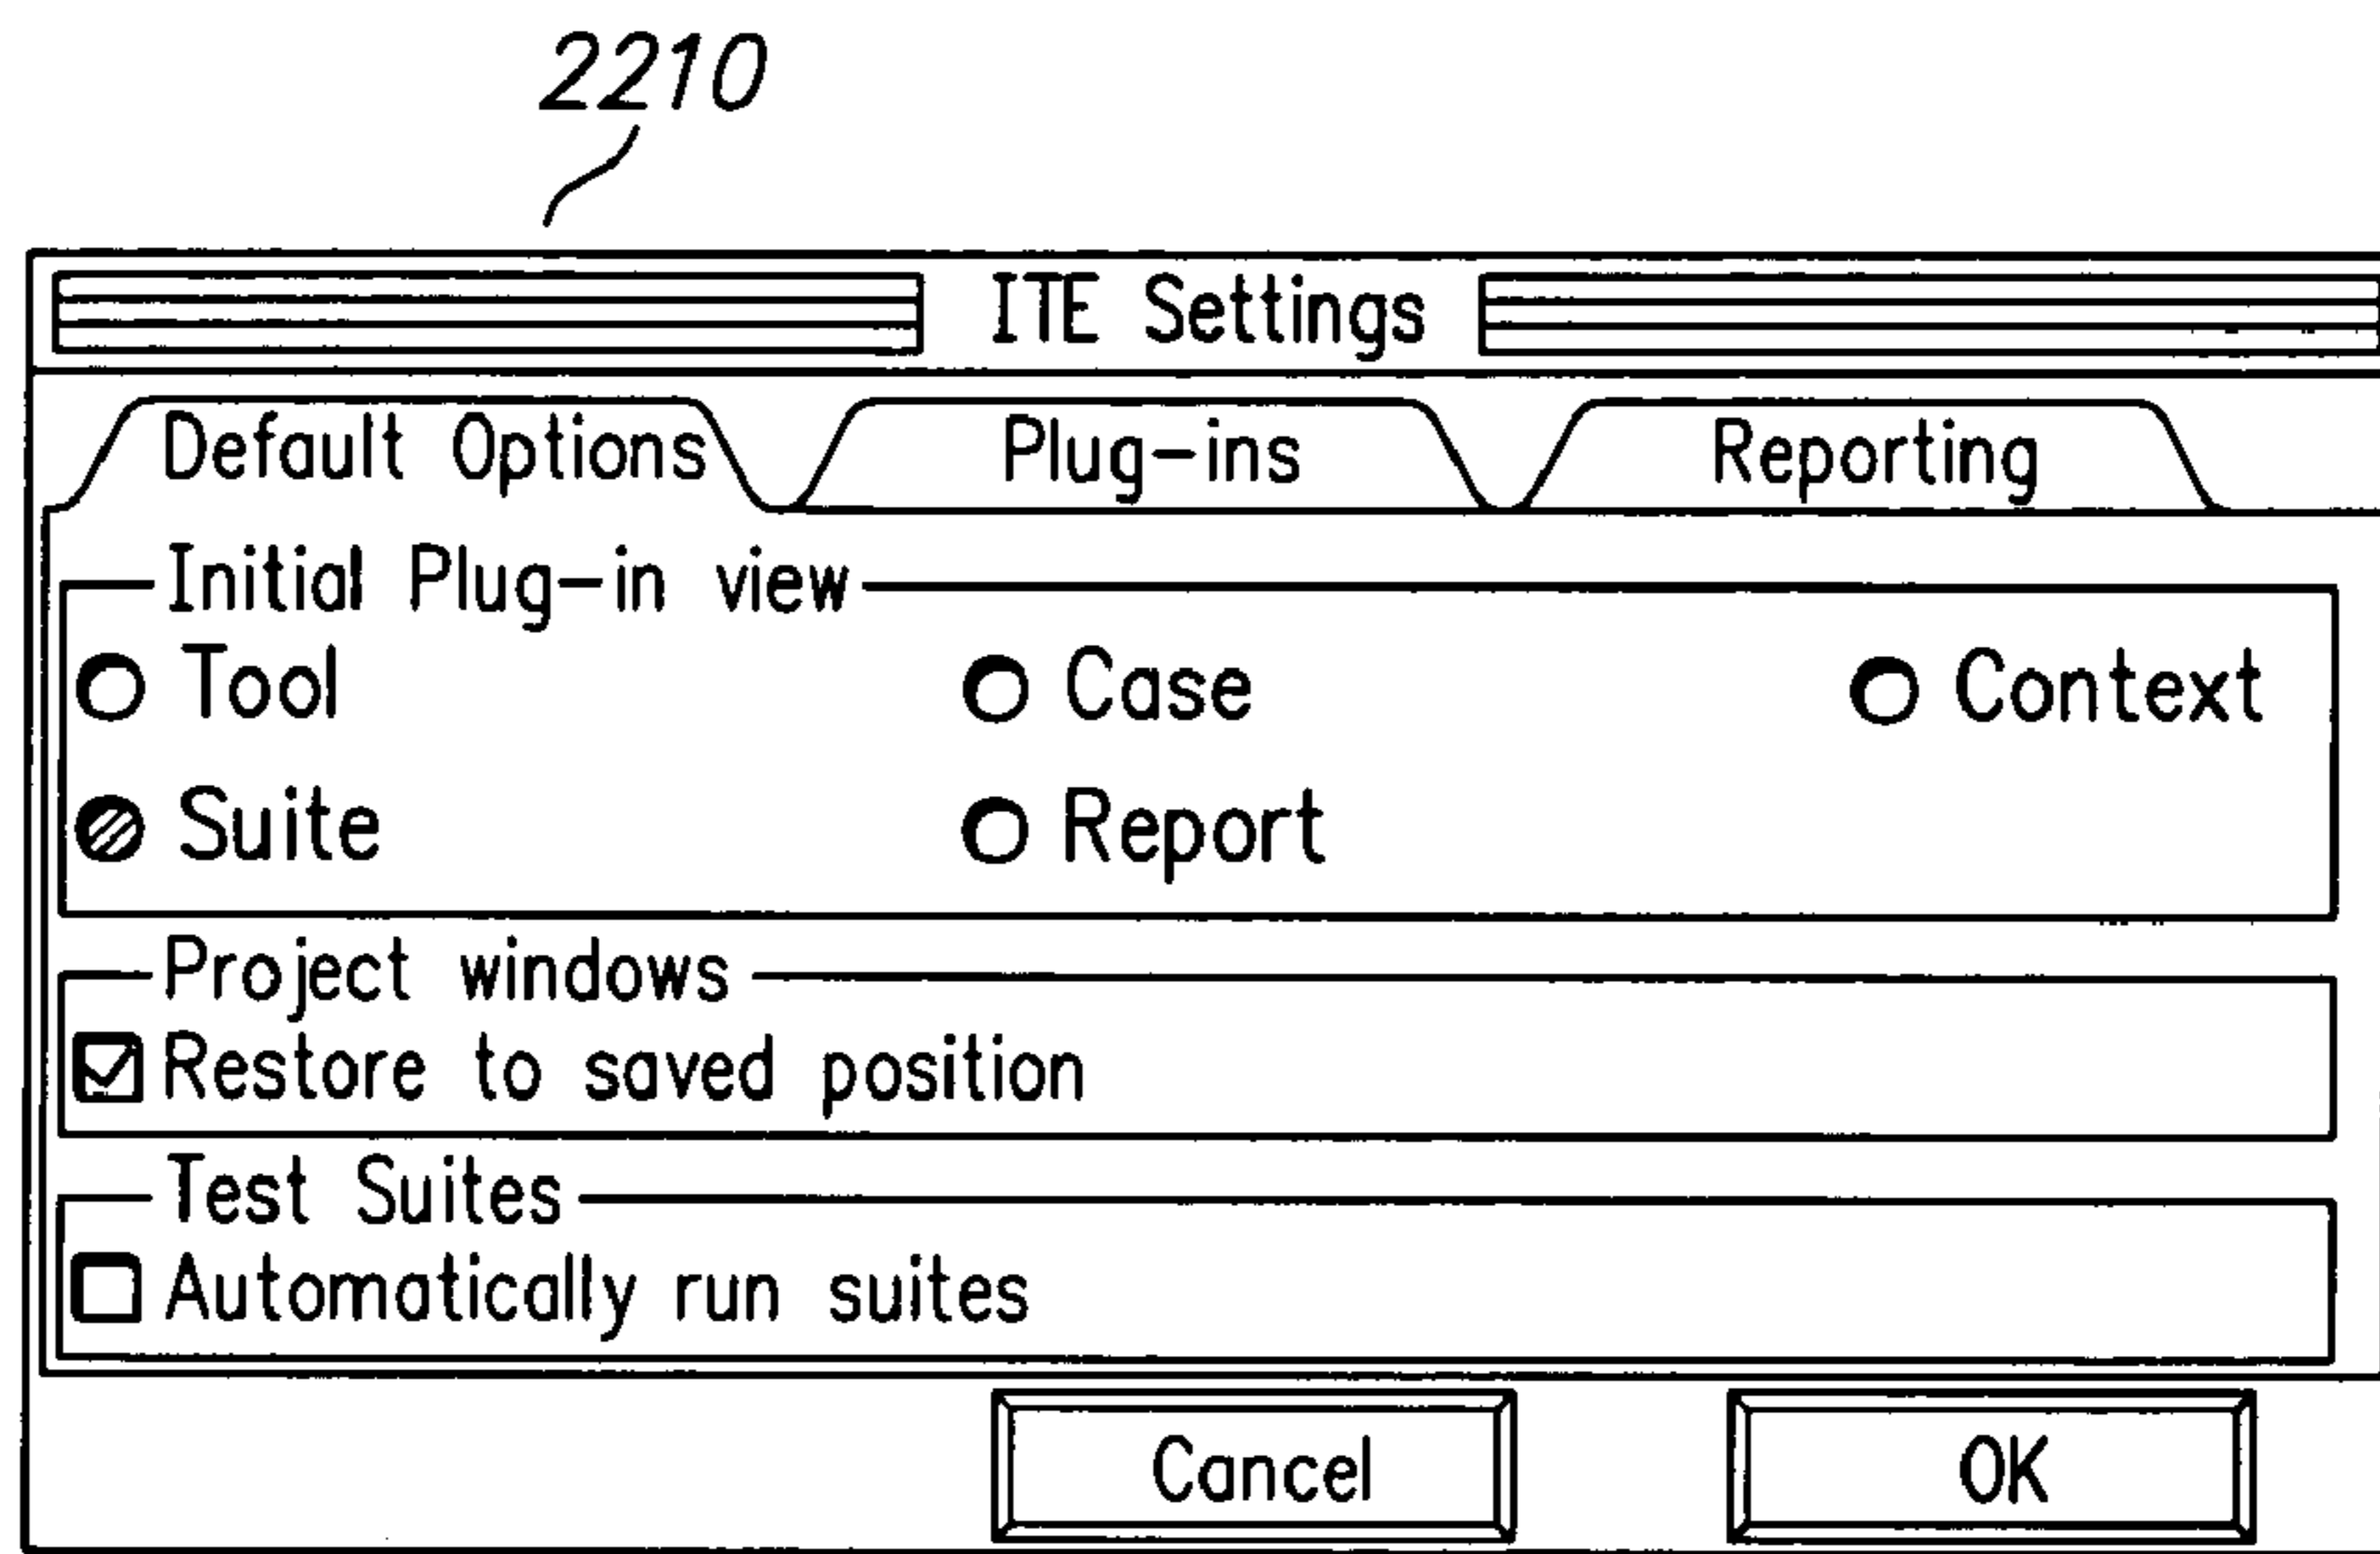 2210
ITE Settings
Default Options Plug-ins Reporting
Initial Plug-in view
Tool Case Context
Suite Report
Project windows
Restore to saved position
Test Suites
Automatically run suites
Cancel OK